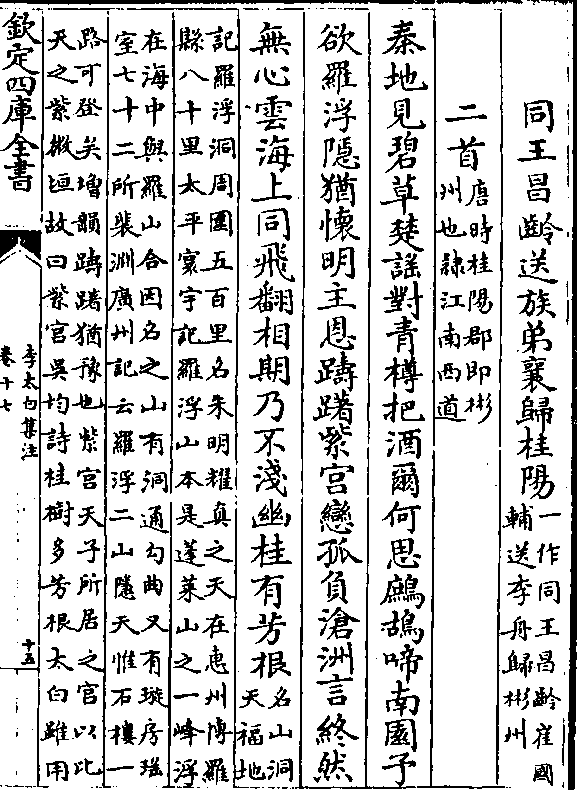 同王昌齡送族弟襄歸桂陽一作同王昌齡崔國輔送李舟歸彬州
二首唐時桂陽郡即彬州也隸江南西道
秦地見碧草楚謡對青樽把酒爾何思鷓鴣啼南園予
欲羅浮隱猶懷明主恩躊躇紫宮戀孤負滄洲言終然
無心雲海上同飛翻相期乃不淺幽桂有芳根名山洞天福地
記羅浮洞周圍五百里名朱明耀真之天在惠州博羅
縣八十里太平寰宇記羅浮山本是蓬萊山之一峰浮
在海中與羅山合因名之山有洞通勾曲又有璇房瑶
室七十二所裴淵廣州記云羅浮二山隱天惟石樓一
路可登矣增韻躊躇猶豫也紫宮天子所居之宮以比
天之紫微垣故曰紫宮吳均詩桂樹多芳根太白雖用
欽定四庫全書
李太白集注
卷十七
十五